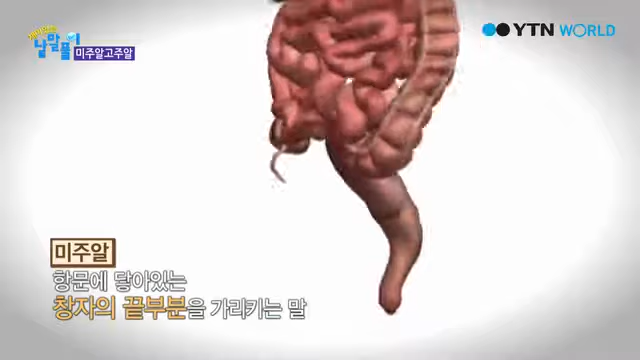 낱말풀이
미주알고주알
YTN WORLD
미주알
항문에 닿아있는
창자의 끝부분을 가리키는 말